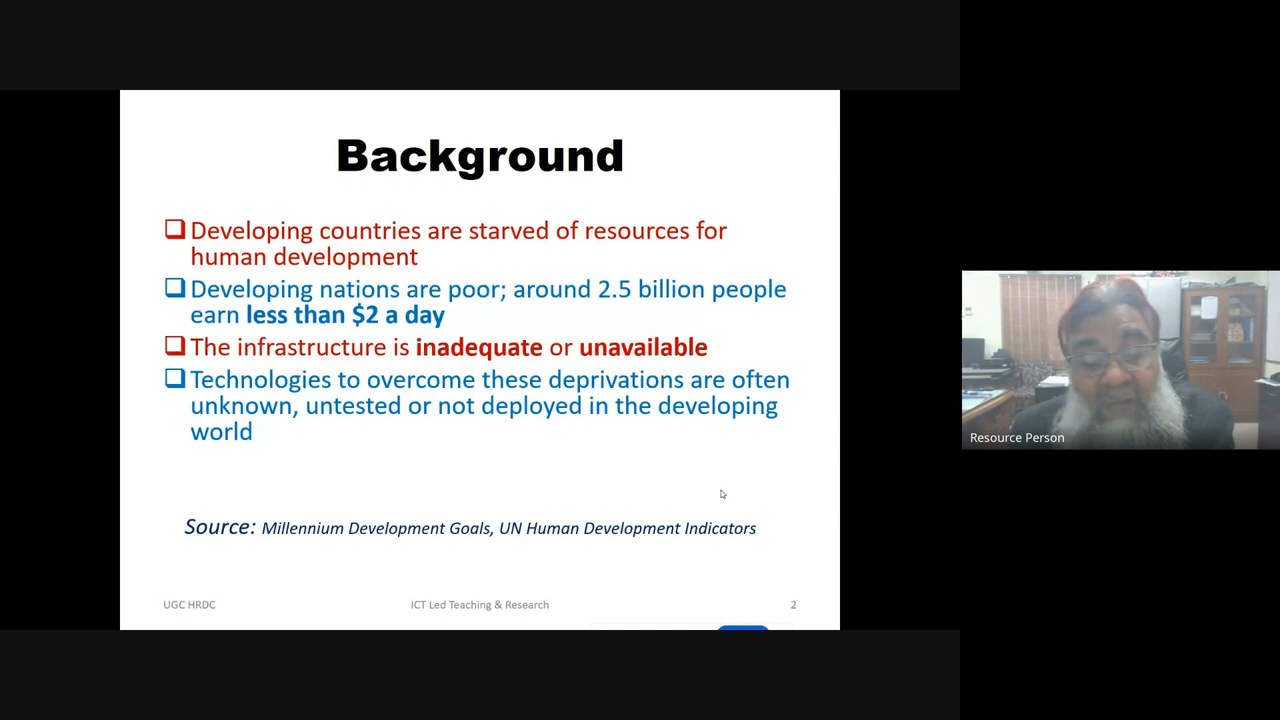 Background
Developing countries are starved of resources for
human development
Developing nations are poor; around 2.5 billion people
earn less than $2 a day
The infrastructure is inadequate or unavailable
Technologies to overcome these deprivations are often
unknown, untested or not deployed in the developing
world
Source: Millennium Development Goals, UN Human Development Indicators
UGC HRDC
ICT Led Teaching & Research
2
Resource Person